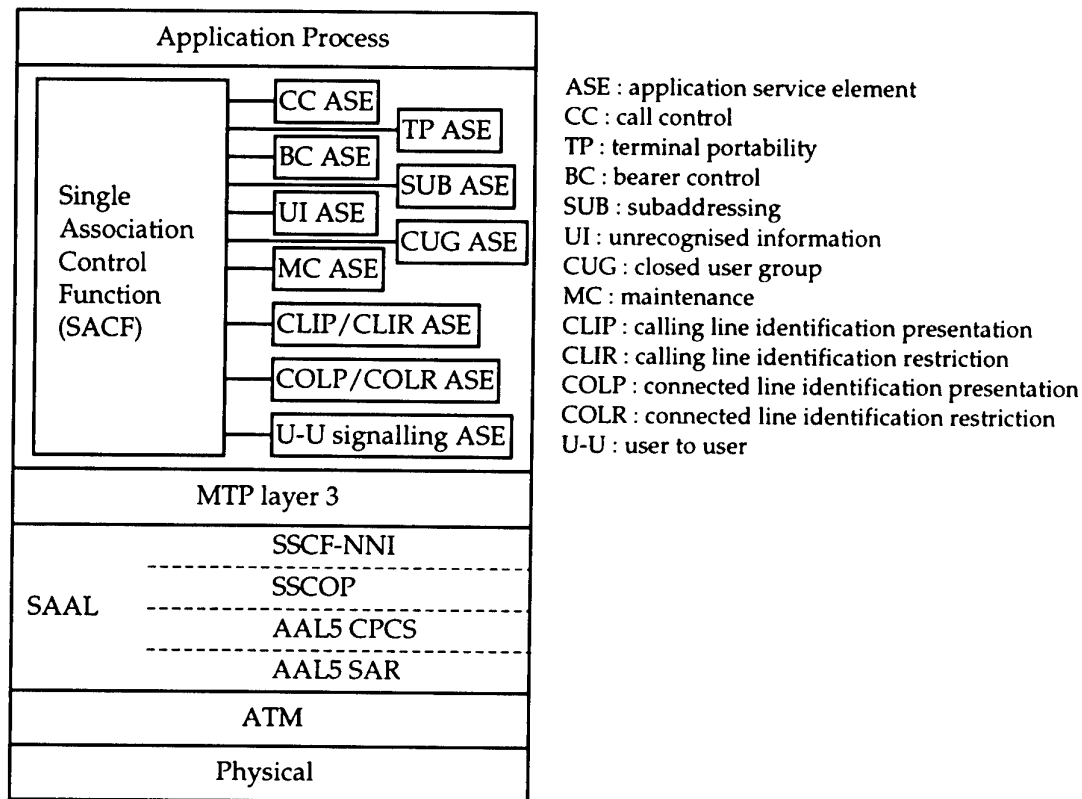 Application Process
Single
Association
Control
Function
(SACF)
CC ASE
TP ASE
BC ASE
SUB ASE
UI ASE
CUG ASE
MC ASE
CLIP/CLIR ASE
COLP/COLR ASE
U-U signalling ASE
MTP layer 3
SAAL
SSCF-NNI
SSCOP
AAL5 CPCS
AAL5 SAR
ATM
Physical
ASE : application service element
CC : call control
TP : terminal portability
BC : bearer control
SUB : subaddressing
UI : unrecognised information
CUG : closed user group
MC : maintenance
CLIP : calling line identification presentation
CLIR : calling line identification restriction
COLP : connected line identification presentation
COLR : connected line identification restriction
U-U : user to user